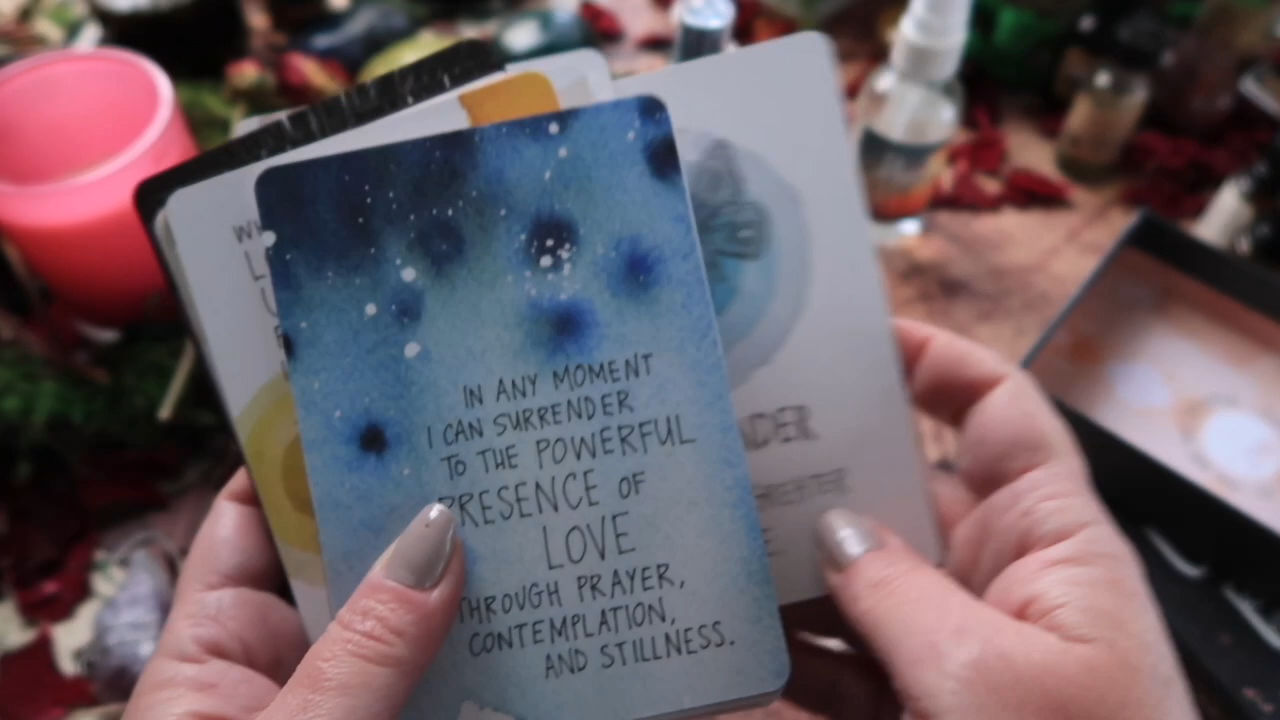 IN ANY MOMENT
I CAN SURRENDER
TO THE POWERFUL
PRESENCE OF
LOVE
THROUGH PRAYER,
CONTEMPLATION,
AND STILLNESS.